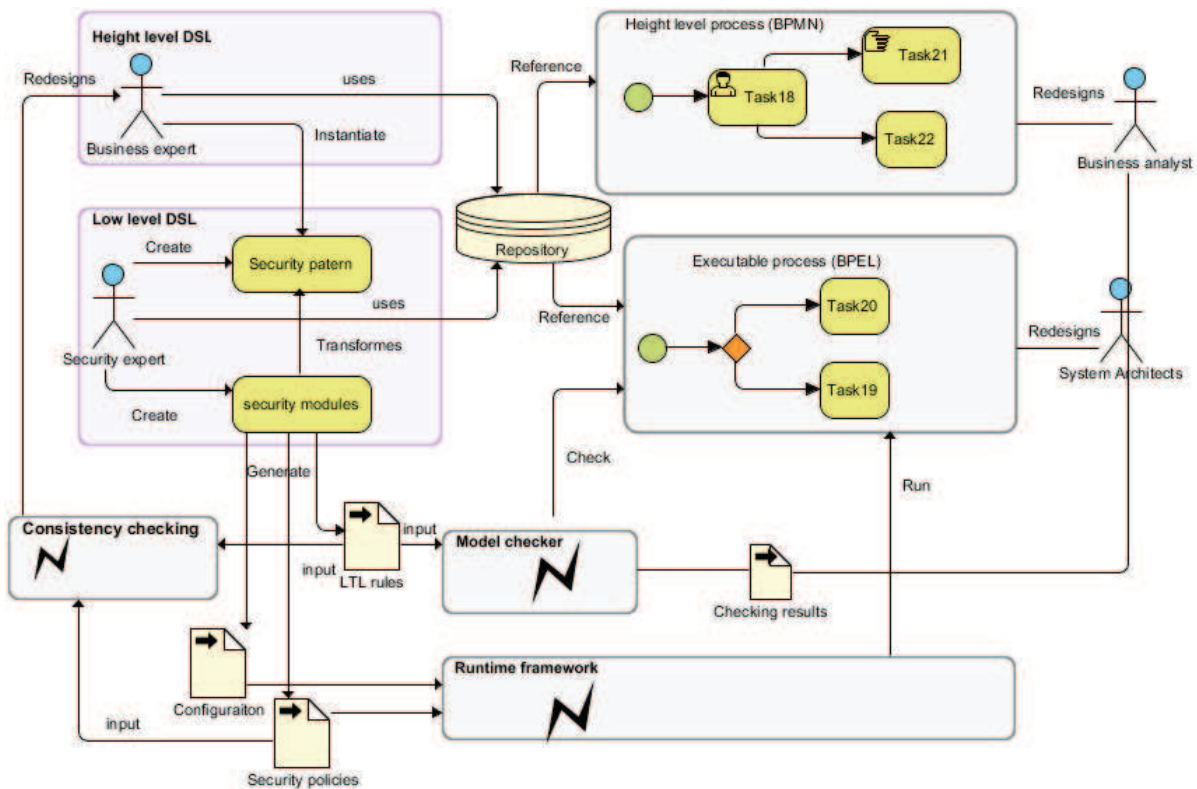 Height level DSL
Redesigns
uses
Instantiate
Business expert
Height level process (BPMN)
Reference
Task18
Task21
Task22
Redesigns
Business analyst
Low level DSL
Create
Security patern
uses
Security expert
Transformes
Create
security modules
Repository
Reference
Executable process (BPEL)
Task20
Task19
Redesigns
System Architects
Generate
Check
Run
Consistency checking
input
LTL rules
input
Model checker
Checking results
Configuraiton
input
Security policies
Runtime framework